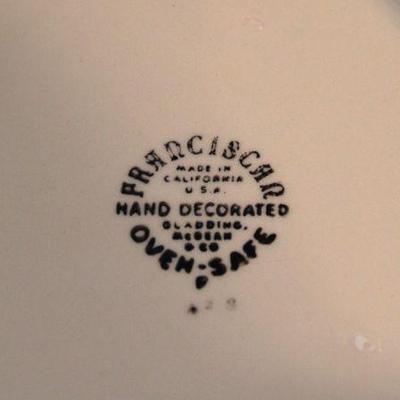 FRANCISCAN
MADE IN
CALIFORNIA
U.S.A.
HAND DECORATED
GLADDING,
McBEAN
& CO
OVEN-SAFE